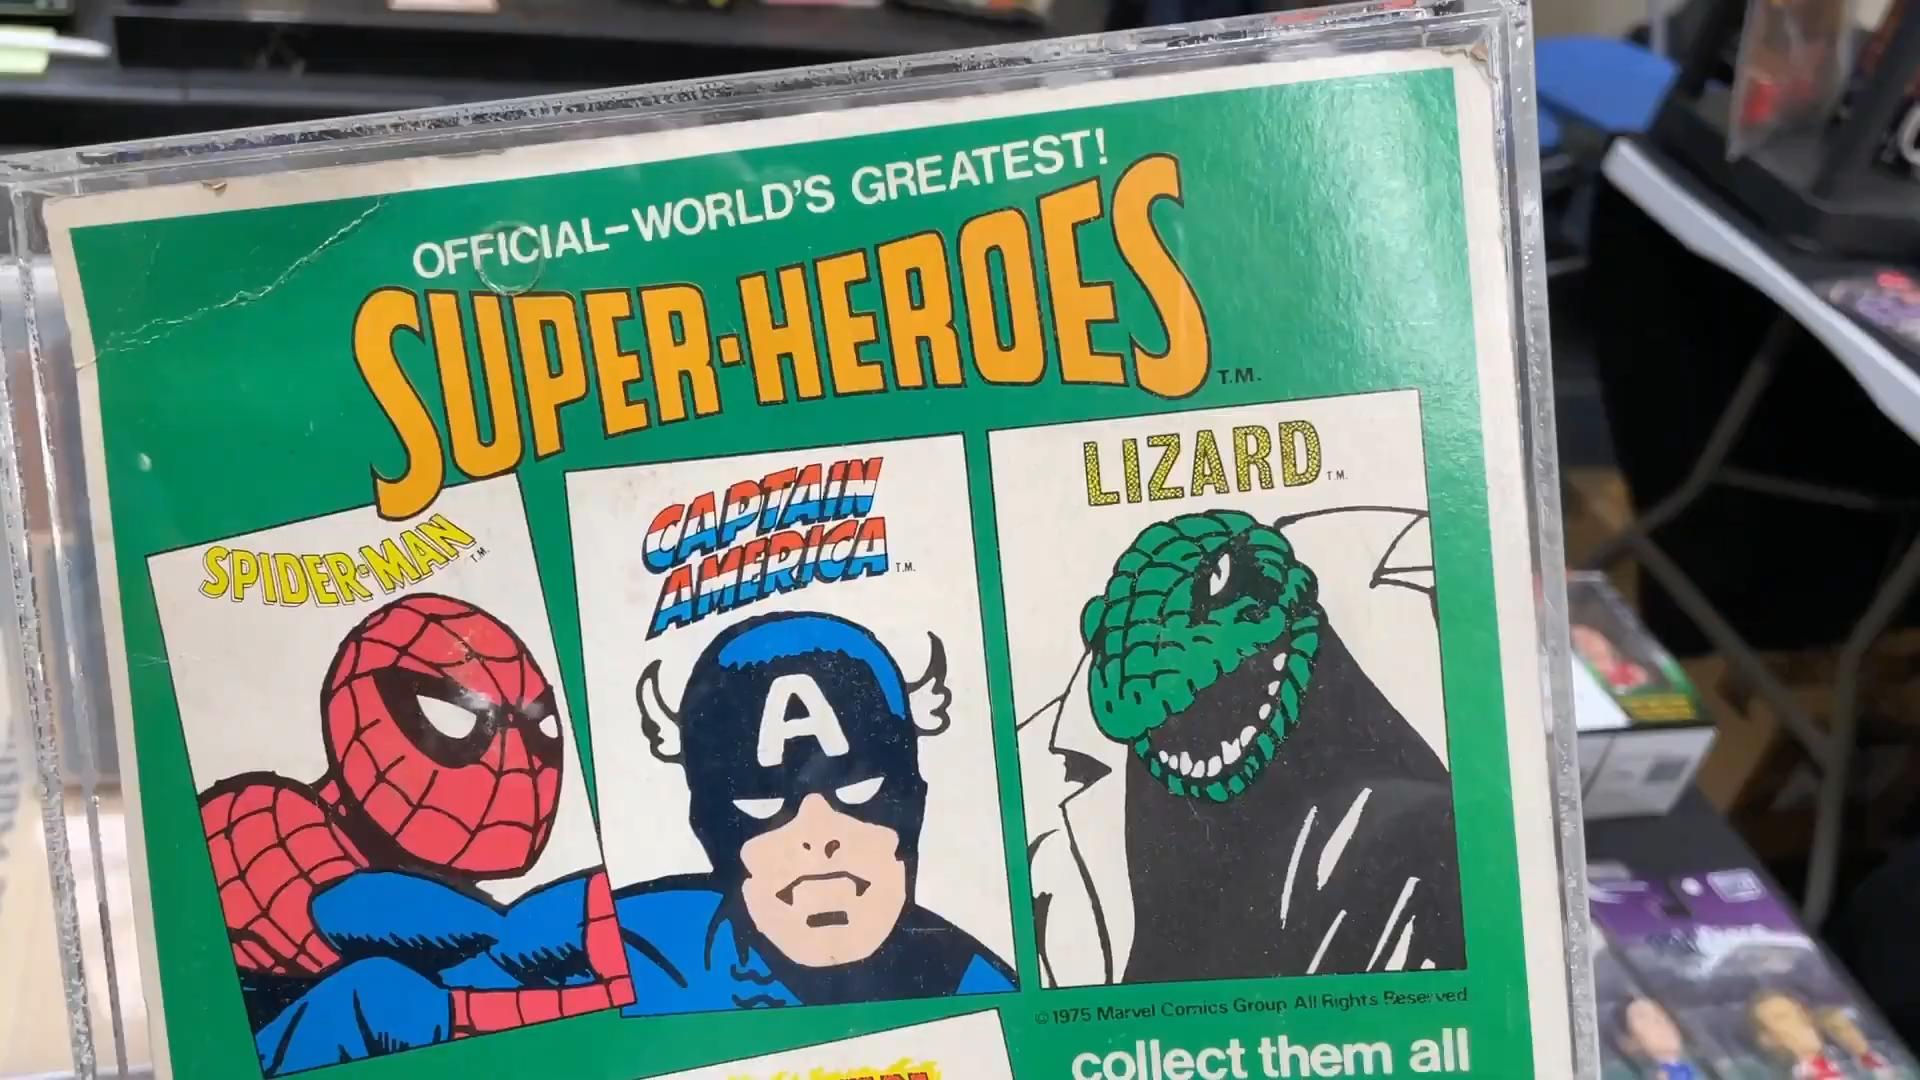 OFFICIAL-WORLD'S GREATEST!
SUPER-HEROES T.M.
SPIDER-MAN T.M.
CAPTAIN
AMERICA T.M.
A
LIZARD T.M.
© 1975 Marvel Comics Group All Rights Reserved
collect them all